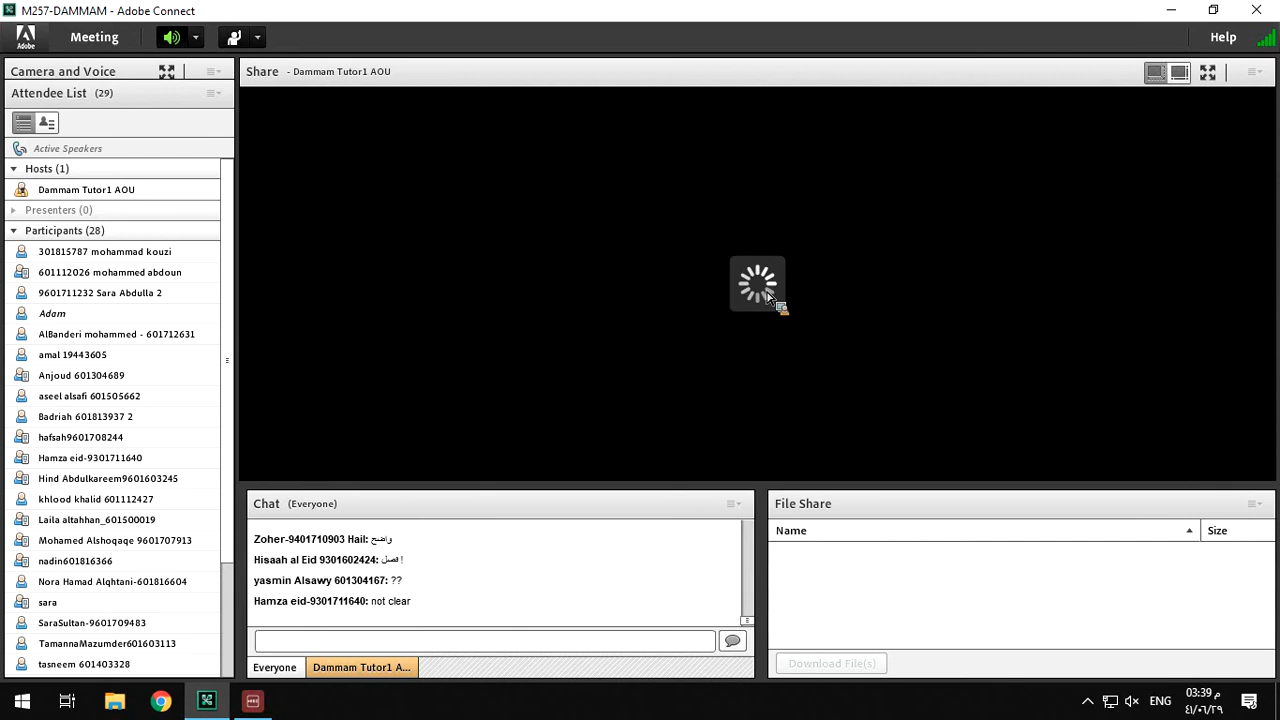 M257-DAMMAM - Adobe Connect
Adobe
Meeting
Help
Camera and Voice
Attendee List (29)
Active Speakers
Hosts (1)
Dammam Tutor1 AOU
Presenters (0)
Participants (28)
301815787 mohammad kouzi
601112026 mohammed abdoun
9601711232 Sara Abdulla 2
Adam
AlBanderi mohammed - 601712631
amal 19443605
Anjoud 601304689
aseel alsafi 601505662
Badriah 601813937 2
hafsah9601708244
Hamza eid-9301711640
Hind Abdulkareem9601603245
khlood khalid 601112427
Laila altahhan_601500019
Mohamed Alshoqaqe 9601707913
nadin601816366
Nora Hamad Alqhtani-601816604
sara
SaraSultan-9601709483
TamannaMazumder601603113
tasneem 601403328
Share - Dammam Tutor1 AOU
Chat (Everyone)
Zoher-9401710903 Hail: واضح
Hisaah al Eid 9301602424: افصل!
yasmin Alsawy 601304167: ??
Hamza eid-9301711640: not clear
Everyone
Dammam Tutor1 A...
File Share
Name
Size
Download File(s)
ENG
03:39 م
٤١/٠٦/٢٩